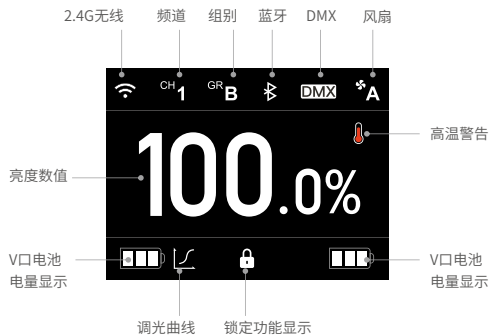 2.4G无线 频道 组别 蓝牙 DMX 风扇
CH 1 GR B DMX A
高温警告
100.0%
亮度数值
V口电池
电量显示
V口电池
电量显示
调光曲线 锁定功能显示